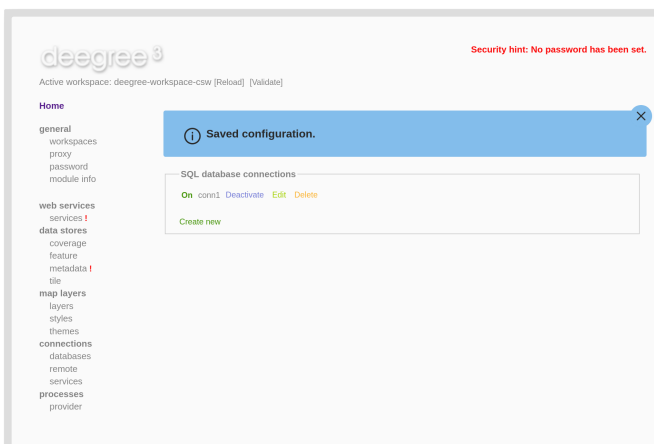 deegree 3
Security hint: No password has been set.
Active workspace: deegree-workspace-csw [Reload] [Validate]
Home
general
workspaces
proxy
password
module info
web services
services !
data stores
coverage
feature
metadata !
tile
map layers
layers
styles
themes
connections
databases
remote
services
processes
provider
Saved configuration.
SQL database connections
On conn1 Deactivate Edit Delete
Create new